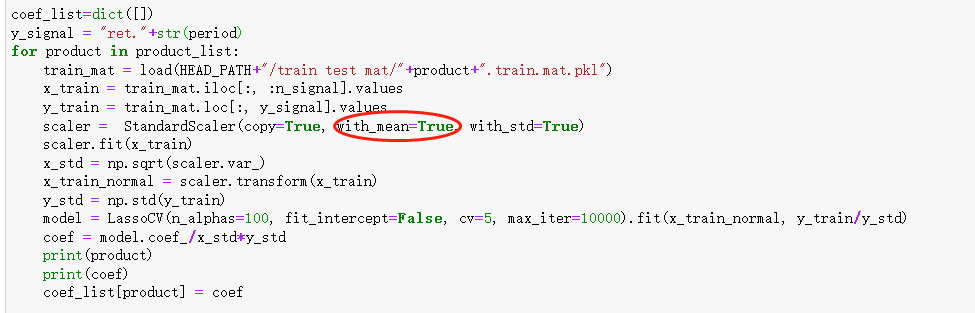 coef_list=dict([])
y_signal = "ret."+str(period)
for product in product_list:
    train_mat = load(HEAD_PATH+"/train test mat/"+product+".train.mat.pkl")
    x_train = train_mat.iloc[:, :n_signal].values
    y_train = train_mat.loc[:, y_signal].values
    scaler =  StandardScaler(copy=True, with_mean=True, with_std=True)
    scaler.fit(x_train)
    x_std = np.sqrt(scaler.var_)
    x_train_normal = scaler.transform(x_train)
    y_std = np.std(y_train)
    model = LassoCV(n_alphas=100, fit_intercept=False, cv=5, max_iter=10000).fit(x_train_normal, y_train/y_std)
    coef = model.coef_/x_std*y_std
    print(product)
    print(coef)
    coef_list[product] = coef